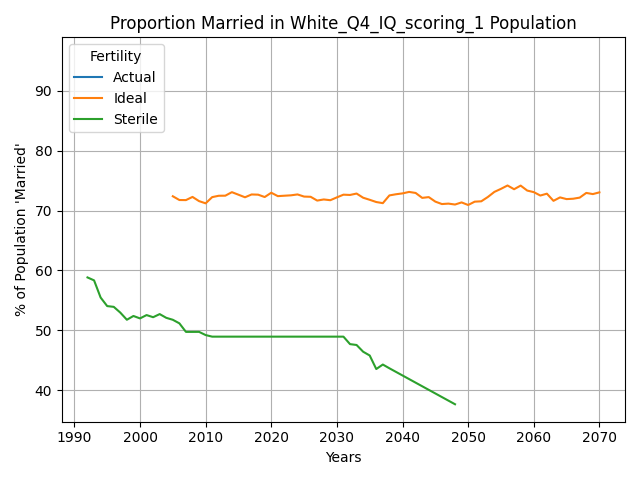 Proportion Married in White_Q4_IQ_scoring_1 Population
Fertility
Actual
Ideal
Sterile
% of Population 'Married'
90
80
70
60
50
40
1990
2000
2010
2020
2030
2040
2050
2060
2070
Years